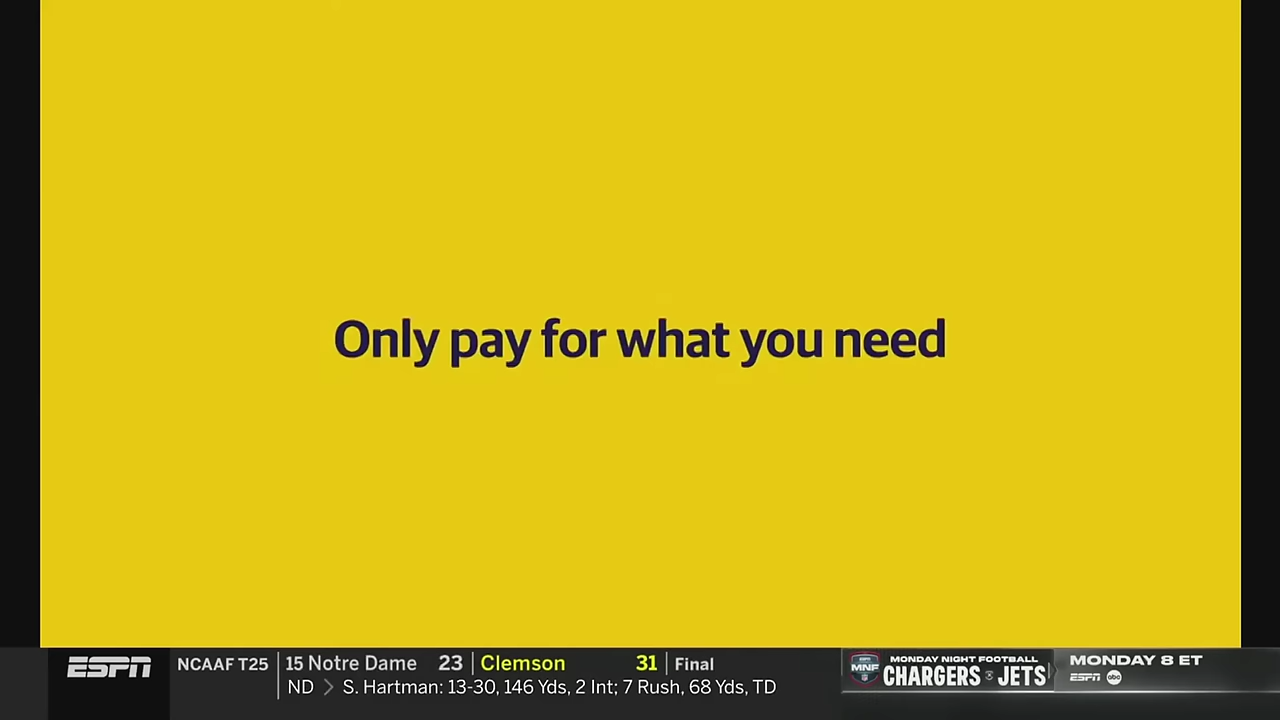 Only pay for what you need
ESPN
NCAAF T25
15 Notre Dame 23 Clemson 31 Final
ND > S. Hartman: 13-30, 146 Yds, 2 Int; 7 Rush, 68 Yds, TD
ESPN
MNF
NFL
MONDAY NIGHT FOOTBALL
CHARGERS JETS
MONDAY 8 ET
ESPN abc